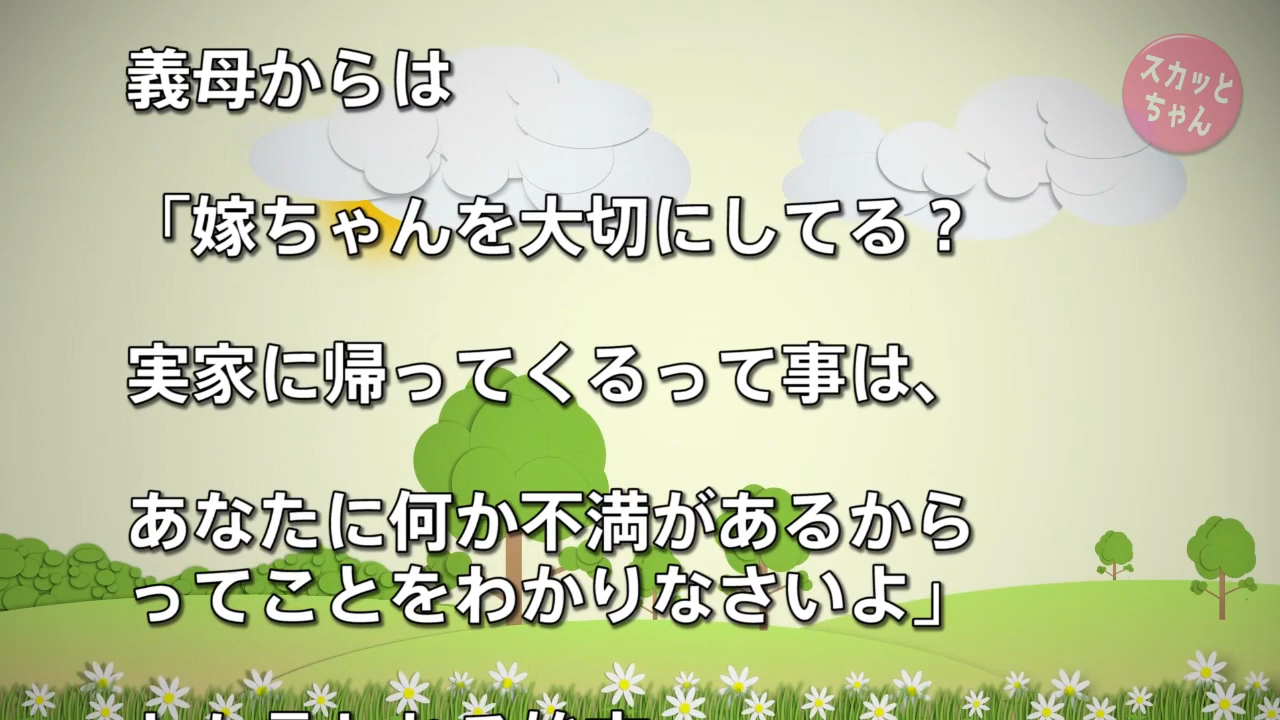 義母からは
「嫁ちゃんを大切にしてる？
実家に帰ってくるって事は、
あなたに何か不満があるから
ってことをわかりなさいよ」
スカッと
ちゃん